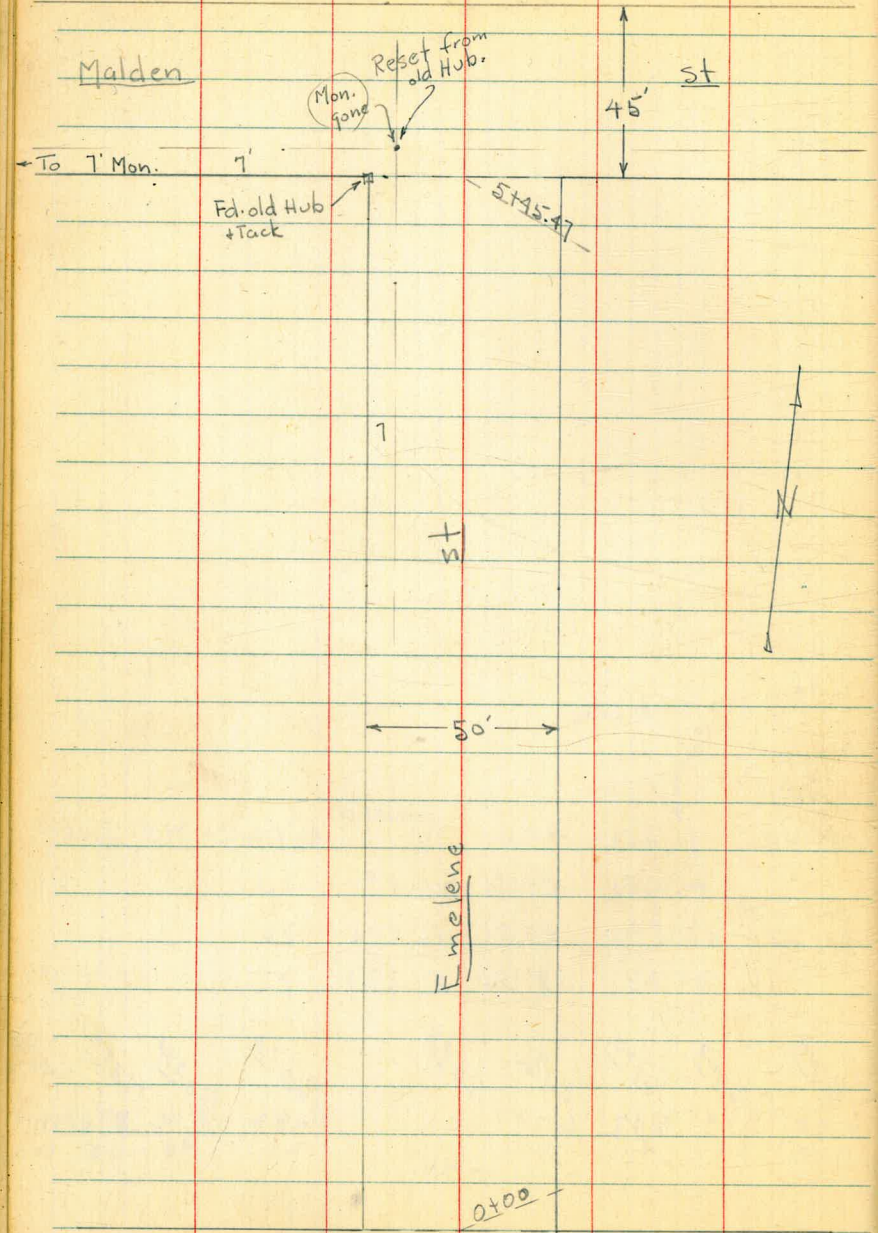 Malden
St
Mon.
gone
Reset from
old Hub.
45'
To 7' Mon.
7'
Fd. old Hub
+ Tack
5+45.47
7
N
St
50'
Emelene
0+00